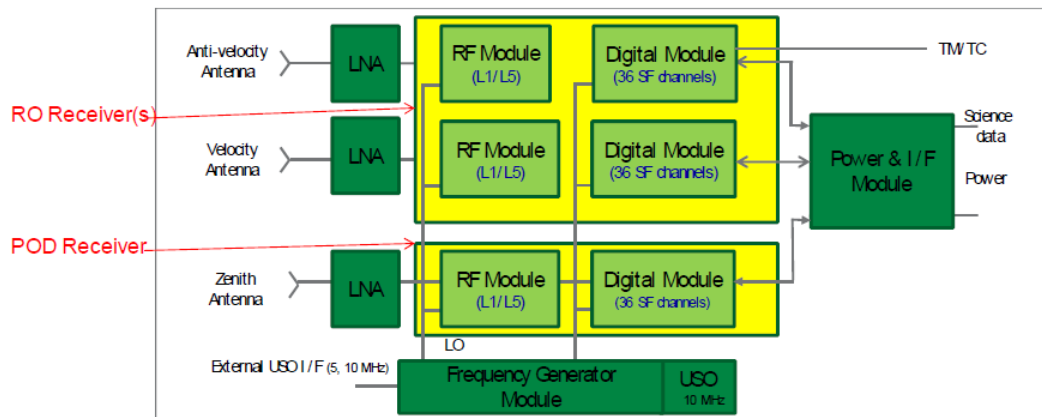 Anti-velocity
Antenna
LNA
RF Module
(L1/ L5)
Digital Module
(36 SF channels)
TM/TC
RO Receiver(s)
Velocity
Antenna
LNA
RF Module
(L1/ L5)
Digital Module
(36 SF channels)
Power & I / F
Module
Science
data
Power
POD Receiver
Zenith
Antenna
LNA
RF Module
(L1/ L5)
Digital Module
(36 SF channels)
LO
External USO I / F (5, 10 MHz)
Frequency Generator
Module
USO
10 MHz